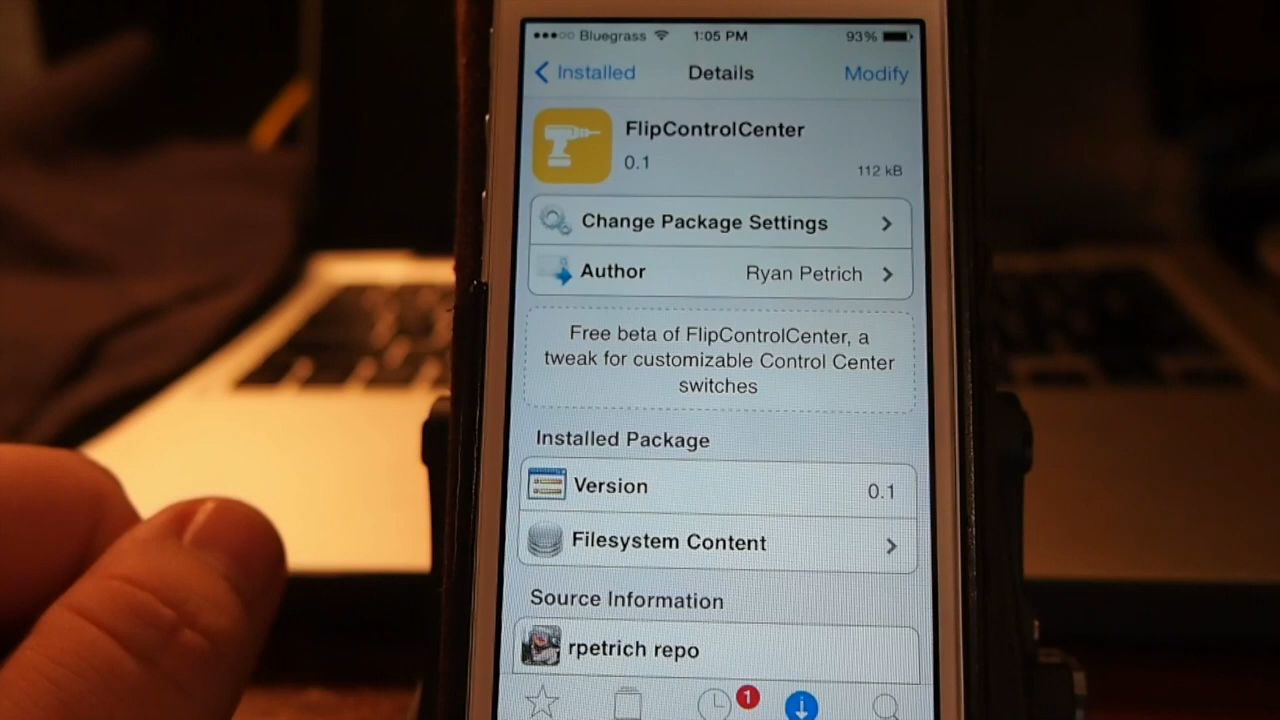 Bluegrass 1:05 PM 93%
Installed Details Modify
FlipControlCenter
0.1
112 kB
Change Package Settings
Author Ryan Petrich
Free beta of FlipControlCenter, a
tweak for customizable Control Center
switches
Installed Package
Version 0.1
Filesystem Content
Source Information
rpetrich repo
1